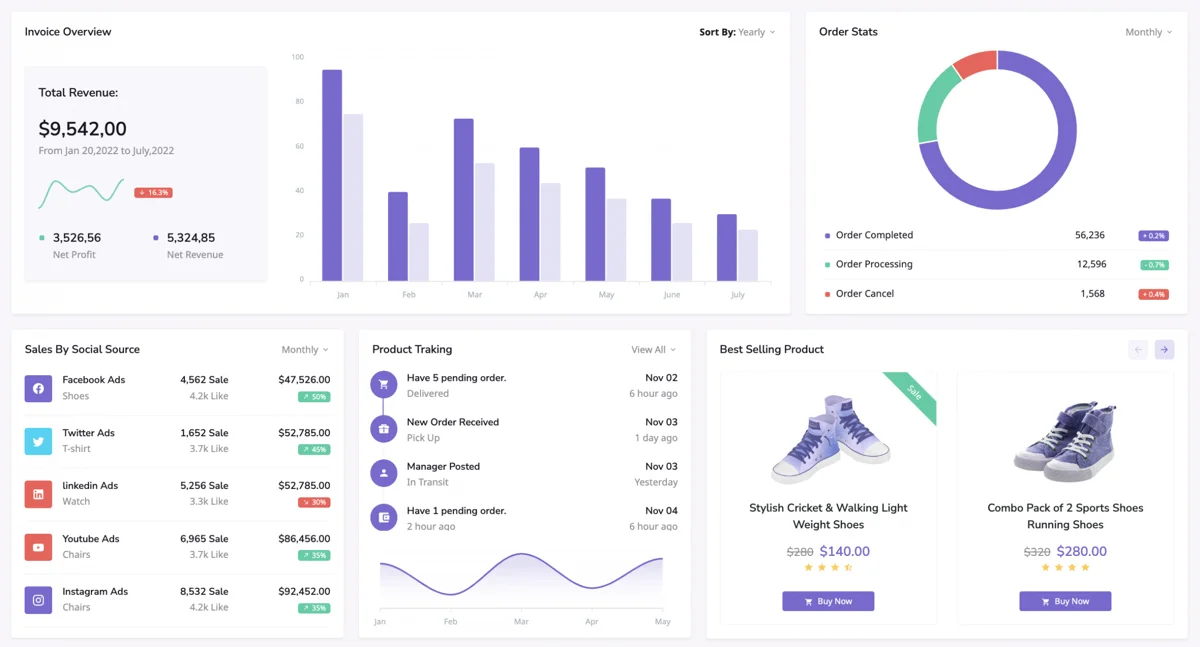 Invoice Overview
Sort By: Yearly
Total Revenue:
$9,542,00
From Jan 20,2022 to July,2022
16.3%
3,526,56
Net Profit
5,324,85
Net Revenue
100
80
60
40
20
0
Jan Feb Mar Apr May June July
Order Stats
Monthly
Order Completed 56,236 + 0.2%
Order Processing 12,596 - 0.7%
Order Cancel 1,568 + 0.4%
Sales By Social Source
Monthly
Facebook Ads 4,562 Sale $47,526.00
Shoes 4.2k Like 50%
Twitter Ads 1,652 Sale $52,785.00
T-shirt 3.7k Like 45%
linkedin Ads 5,256 Sale $52,785.00
Watch 3.3k Like 30%
Youtube Ads 6,965 Sale $86,456.00
Chairs 3.7k Like 35%
Instagram Ads 8,532 Sale $92,452.00
Chairs 4.2k Like 35%
Product Traking
View All
Have 5 pending order. Nov 02
Delivered 6 hour ago
New Order Received Nov 03
Pick Up 1 day ago
Manager Posted Nov 03
In Transit Yesterday
Have 1 pending order. Nov 04
2 hour ago 6 hour ago
Jan Feb Mar Apr May
Best Selling Product
Sale
Stylish Cricket & Walking Light
Weight Shoes
$280 $140.00
Buy Now
Combo Pack of 2 Sports Shoes
Running Shoes
$320 $280.00
Buy Now